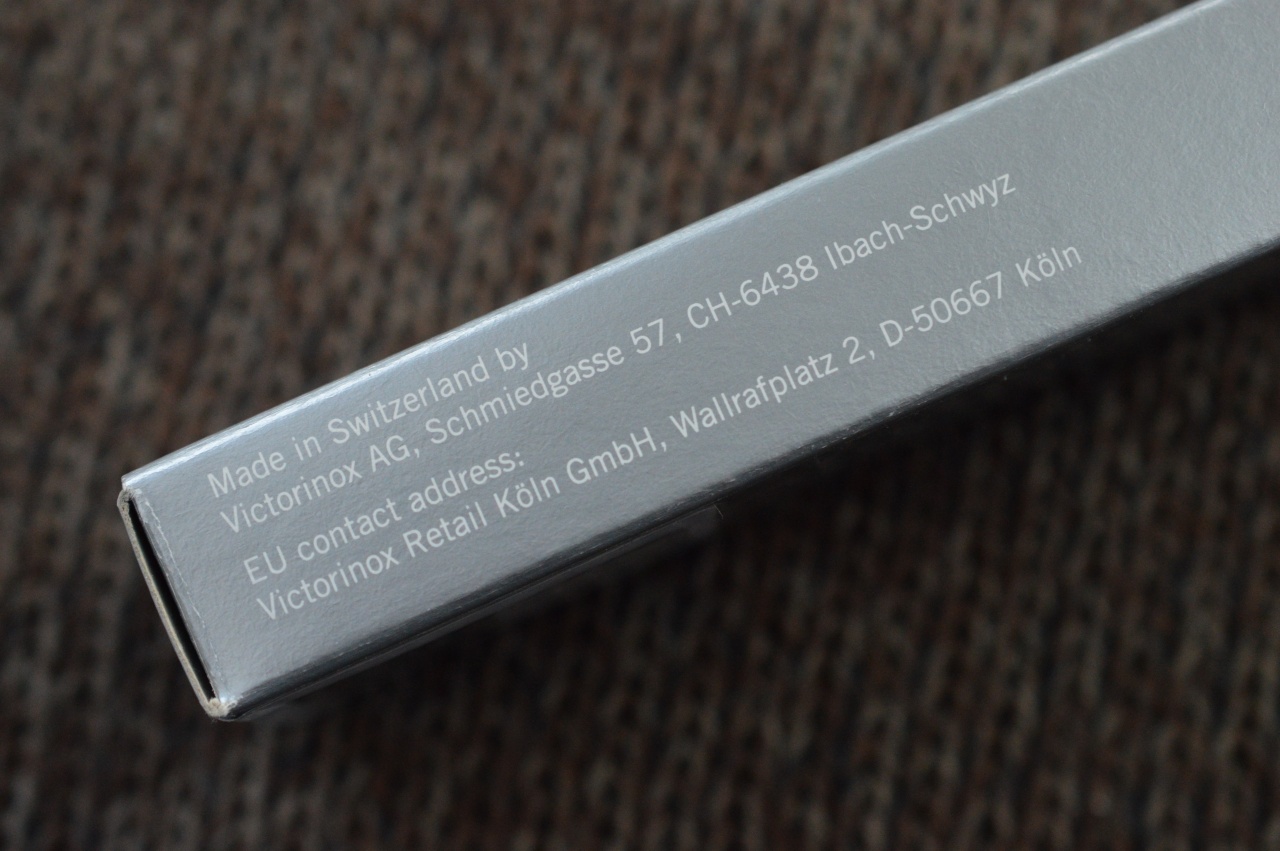 Made in Switzerland by
Victorinox AG, Schmiedgasse 57, CH-6438 Ibach-Schwyz
EU contact address:
Victorinox Retail Köln GmbH, Wallrafplatz 2, D-50667 Köln